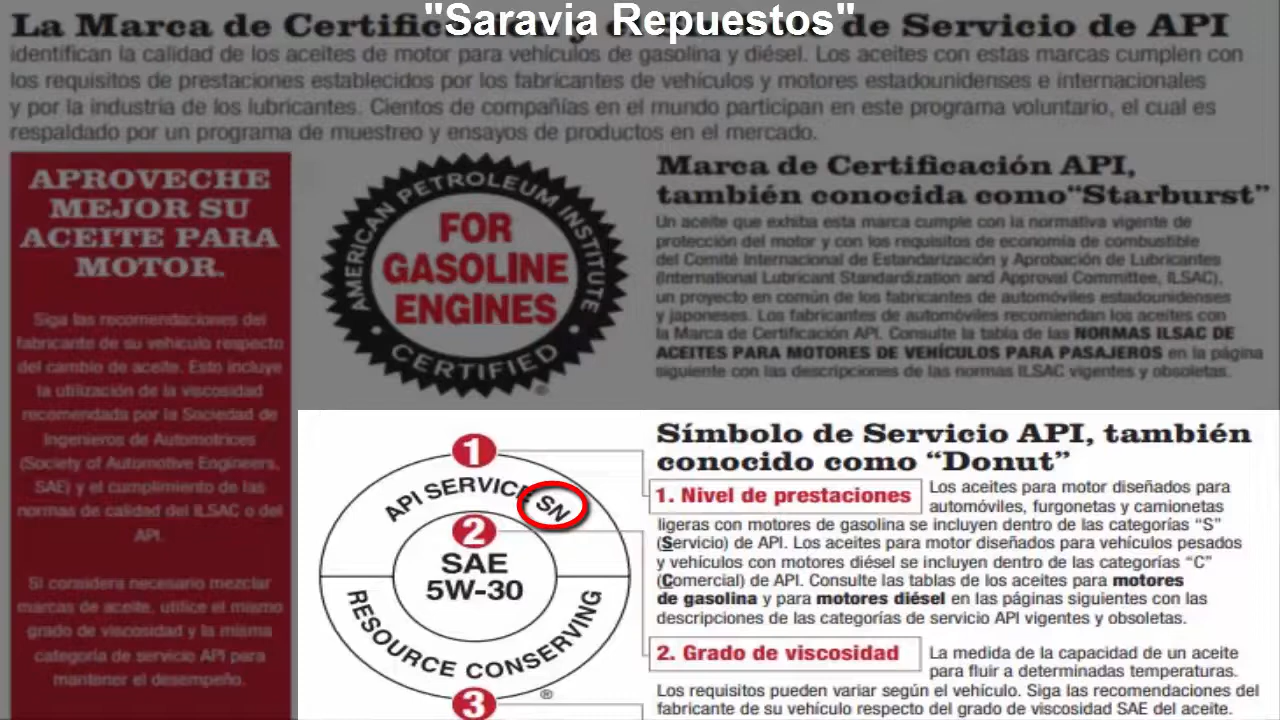 "Saravia Repuestos"
La Marca de Certific y de Servicio de API
identifican la calidad de los aceites de motor para vehículos de gasolina y diésel. Los aceites con estas marcas cumplen con
los requisitos de prestaciones establecidos por los fabricantes de vehículos y motores estadounidenses e internacionales
y por la industria de los lubricantes. Cientos de compañías en el mundo participan en este programa voluntario, el cual es
respaldado por un programa de muestreo y ensayos de productos en el mercado.
APROVECHE
MEJOR SU
ACEITE PARA
MOTOR.
Siga las recomendaciones del
fabricante de su vehículo respecto
del cambio de aceite. Esto incluye
la utilización de la viscosidad
recomendada por la Sociedad de
Ingenieros de Automotrices
(Society of Automotive Engineers,
SAE) y el cumplimiento de las
normas de calidad del ILSAC o del
API.
Si considera necesario mezclar
marcas de aceite, utilice el mismo
grado de viscosidad y la misma
categoría de servicio API para
mantener el desempeño.
AMERICAN PETROLEUM INSTITUTE
FOR
GASOLINE
ENGINES
CERTIFIED
®
Marca de Certificación API,
también conocida como“Starburst”
Un aceite que exhiba esta marca cumple con la normativa vigente de
protección del motor y con los requisitos de economía de combustible
del Comité Internacional de Estandarización y Aprobación de Lubricantes
(International Lubricant Standardization and Approval Committee, ILSAC),
un proyecto en común de los fabricantes de automóviles estadounidenses
y japoneses. Los fabricantes de automóviles recomiendan los aceites con
la Marca de Certificación API. Consulte la tabla de las NORMAS ILSAC DE
ACEITES PARA MOTORES DE VEHÍCULOS PARA PASAJEROS en la página
siguiente con las descripciones de las normas ILSAC vigentes y obsoletas.
1
API SERVICE SN
2
SAE
5W-30
RESOURCE CONSERVING
®
3
Símbolo de Servicio API, también
conocido como “Donut”
1. Nivel de prestaciones Los aceites para motor diseñados para
automóviles, furgonetas y camionetas
ligeras con motores de gasolina se incluyen dentro de las categorías “S”
(Servicio) de API. Los aceites para motor diseñados para vehículos pesados
y vehículos con motores diésel se incluyen dentro de las categorías “C”
(Comercial) de API. Consulte las tablas de los aceites para motores
de gasolina y para motores diésel en las páginas siguientes con las
descripciones de las categorías de servicio API vigentes y obsoletas.
2. Grado de viscosidad La medida de la capacidad de un aceite
para fluir a determinadas temperaturas.
Los requisitos pueden variar según el vehículo. Siga las recomendaciones del
fabricante de su vehículo respecto del grado de viscosidad SAE del aceite.